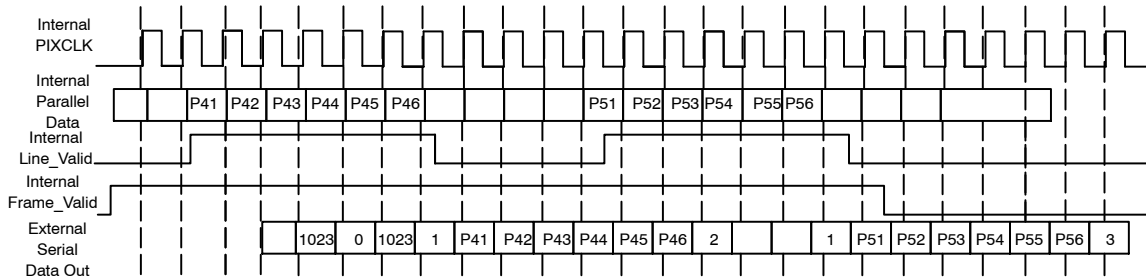 Internal
PIXCLK
Internal
Parallel
Data
P41 P42 P43 P44 P45 P46 P51 P52 P53 P54 P55 P56
Internal
Line_Valid
Internal
Frame_Valid
External
Serial
Data Out
1023 0 1023 1 P41 P42 P43 P44 P45 P46 2 1 P51 P52 P53 P54 P55 P56 3